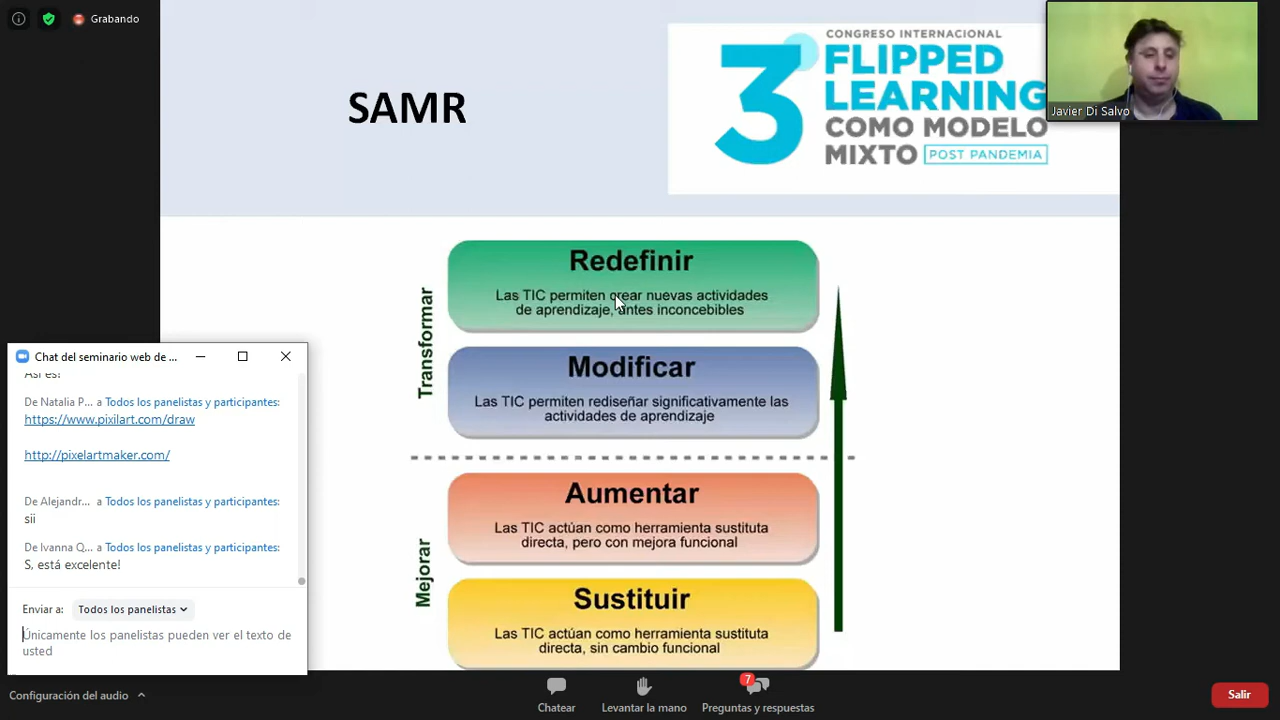 Grabando
SAMR
3°
CONGRESO INTERNACIONAL
FLIPPED
LEARNING
COMO MODELO
MIXTO POST PANDEMIA
Javier Di Salvo
Transformar
Redefinir
Las TIC permiten crear nuevas actividades
de aprendizaje, antes inconcebibles
Modificar
Las TIC permiten rediseñar significativamente las
actividades de aprendizaje
Mejorar
Aumentar
Las TIC actúan como herramienta sustituta
directa, pero con mejora funcional
Sustituir
Las TIC actúan como herramienta sustituta
directa, sin cambio funcional
Chat del seminario web de ...
Así es!
De Natalia P... a Todos los panelistas y participantes:
https://www.pixilart.com/draw
http://pixelartmaker.com/
De Alejandr... a Todos los panelistas y participantes:
sii
De Ivanna Q... a Todos los panelistas y participantes:
S, está excelente!
Enviar a: Todos los panelistas
Únicamente los panelistas pueden ver el texto de
usted
Configuración del audio
Chatear
Levantar la mano
7
Preguntas y respuestas
Salir